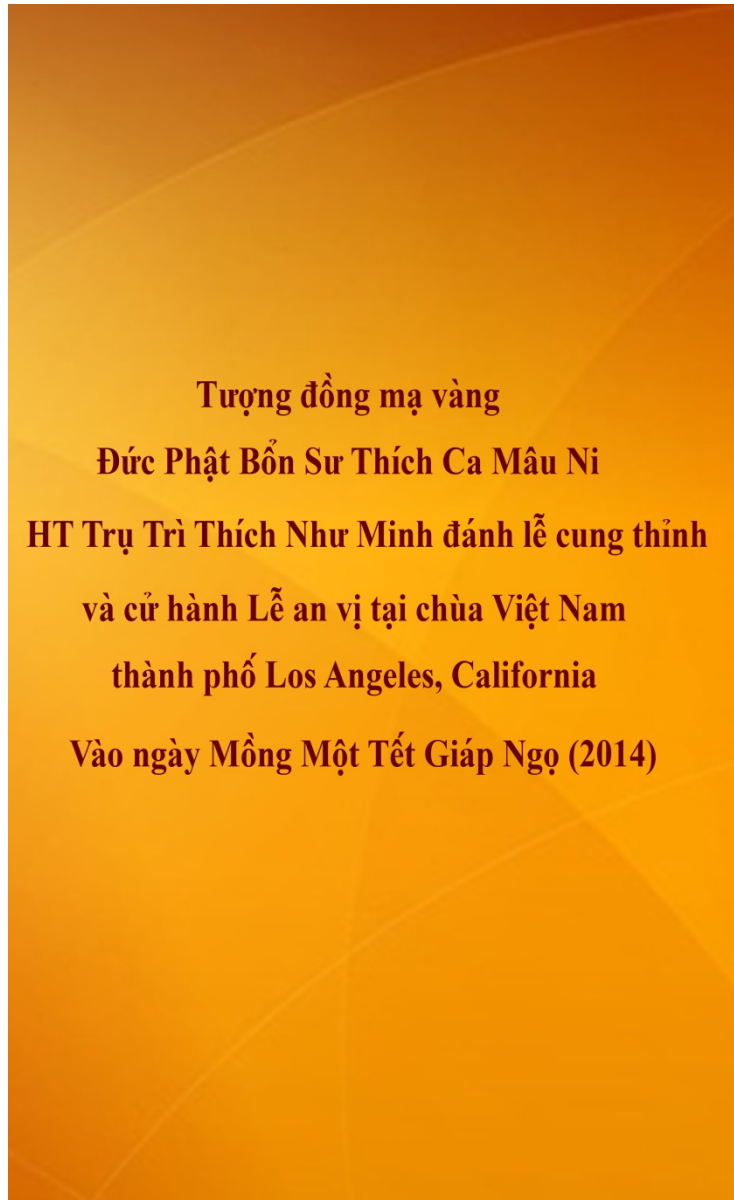 Tượng đồng mạ vàng
Đức Phật Bổn Sư Thích Ca Mâu Ni
HT Trụ Trì Thích Như Minh đánh lễ cung thỉnh
và cử hành Lễ an vị tại chùa Việt Nam
thành phố Los Angeles, California
Vào ngày Mồng Một Tết Giáp Ngọ (2014)